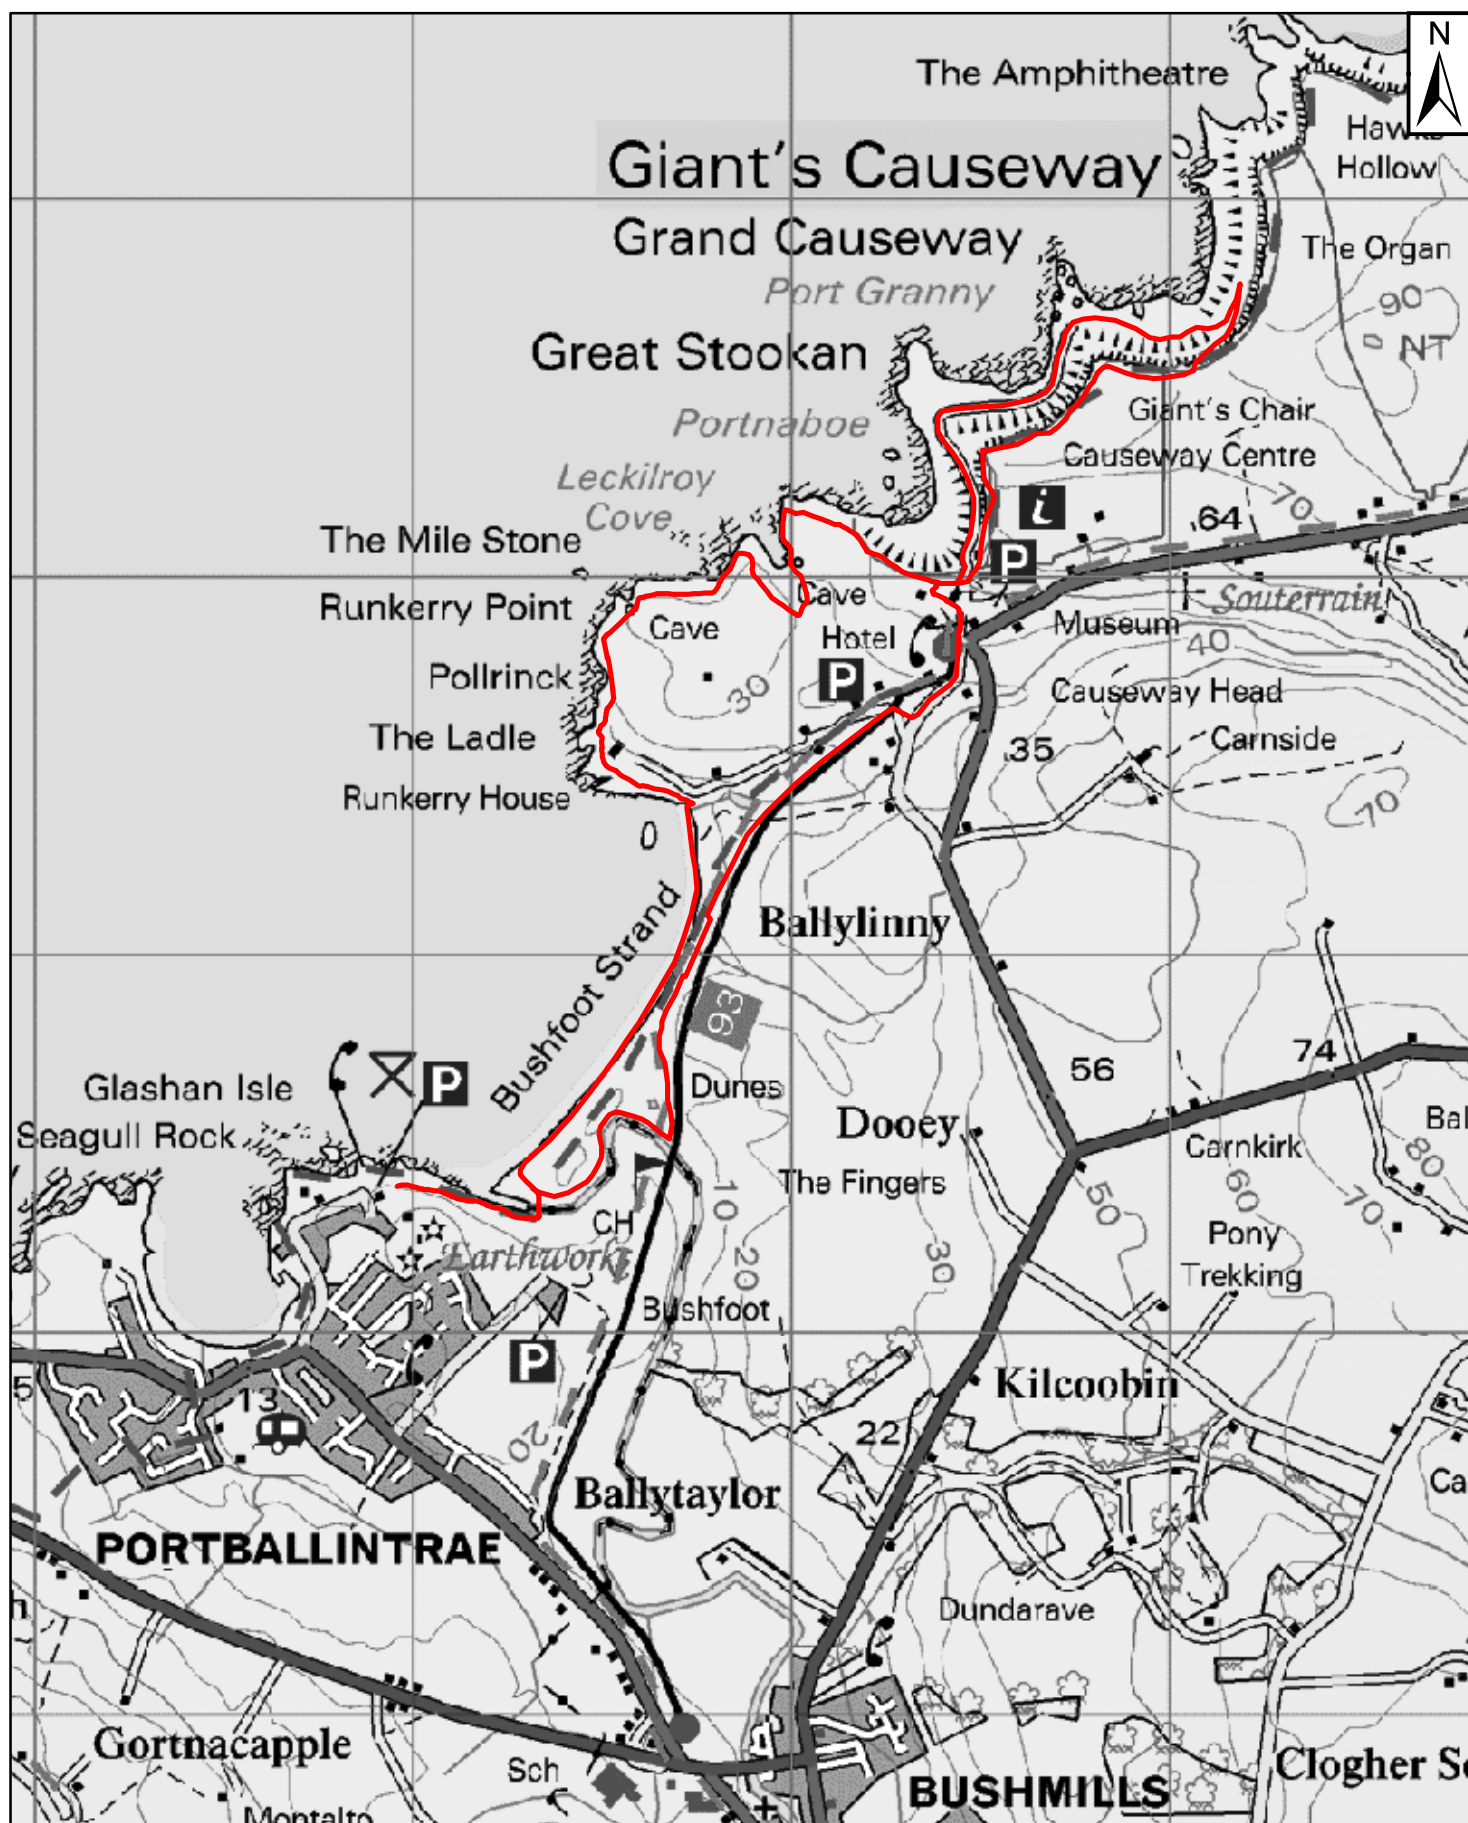 N
The Amphitheatre
Hollow
Giant's Causeway
Grand Causeway
The Organ
Port Granny
90
NT
Great Stookan
Portnaboe
Giant's Chair
Causeway Centre
Leckilroy
Cove
70
i
64
The Mile Stone
P
Cave
Souterrain
Runkerry Point
Cave
Hotel
Museum
40
Pollrinck
P
30
Causeway Head
The Ladle
35
Carnside
Runkerry House
70
Bushfoot Strand
Ballylinny
93
74
56
Glashan Isle
P
Dunes
Seagull Rock
Dooey
Carnkirk
80
The Fingers
10
50
60
70
CH
Pony
Trekking
Earthworks
20
30
Bushfoot
P
5
13
Kilcoobin
22
20
Ballytaylor
PORTBALLINTRAE
Dundarave
Gortnacapple
Sch
BUSHMILLS
Clogher
Montalto